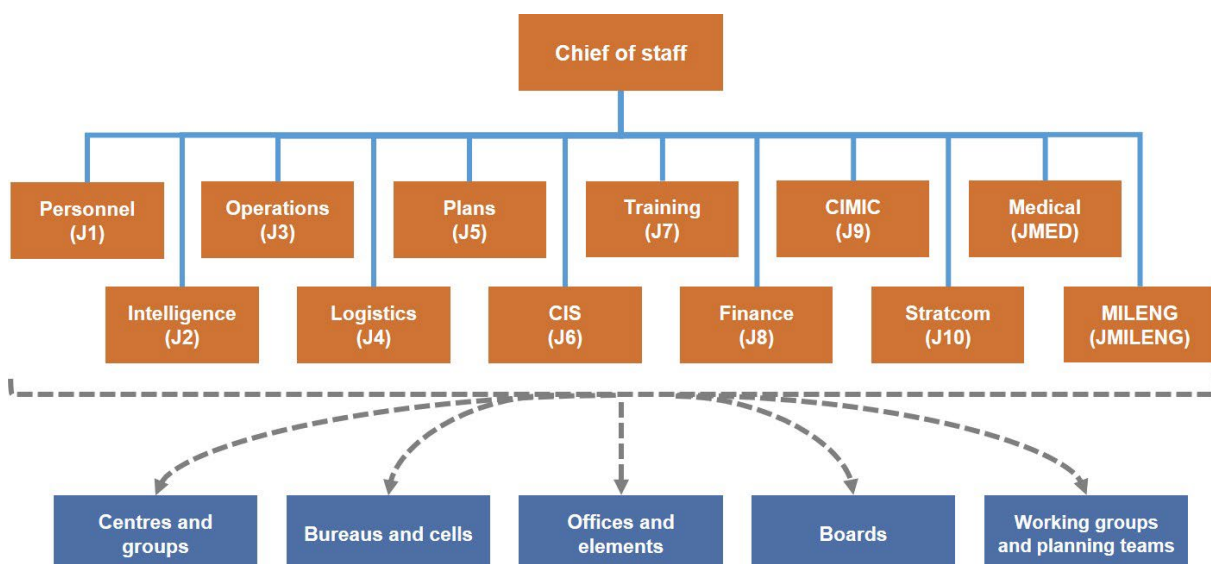 Chief of staff
Personnel
(J1)
Operations
(J3)
Plans
(J5)
Training
(J7)
CIMIC
(J9)
Medical
(JMED)
Intelligence
(J2)
Logistics
(J4)
CIS
(J6)
Finance
(J8)
Stratcom
(J10)
MILENG
(JMILENG)
Centres and
groups
Bureaus and cells
Offices and
elements
Boards
Working groups
and planning teams